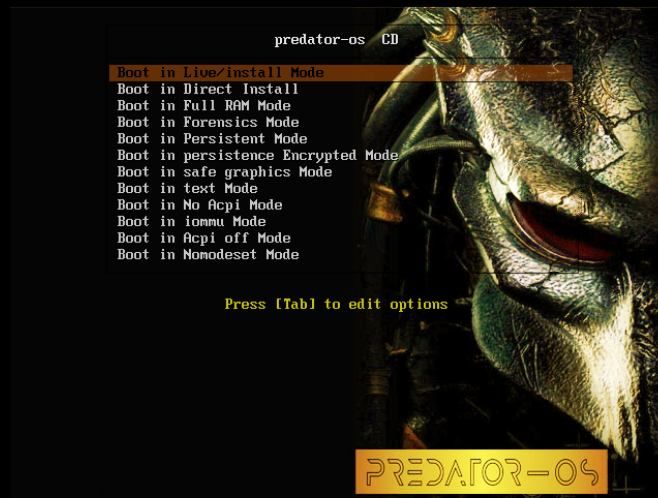 predator-os CD
Boot in Live/install Mode
Boot in Direct Install
Boot in Full RAM Mode
Boot in Forensics Mode
Boot in Persistent Mode
Boot in persistence Encrypted Mode
Boot in safe graphics Mode
Boot in text Mode
Boot in No Acpi Mode
Boot in iommu Mode
Boot in Acpi off Mode
Boot in Nomodeset Mode
Press [Tab] to edit options
PREDATOR-OS